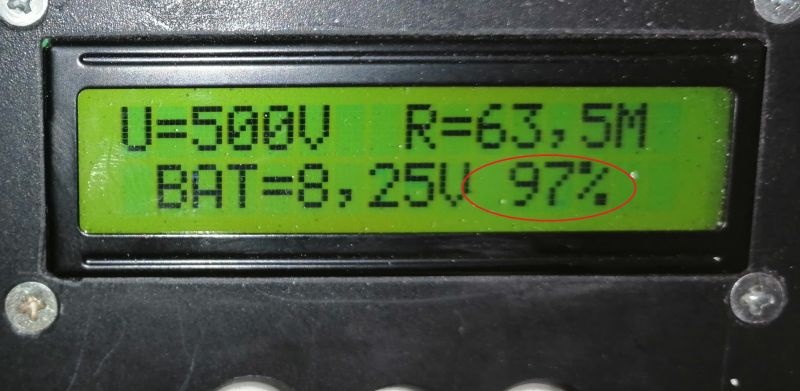 U=500V R=63,5M
BAT=8,25V 97%